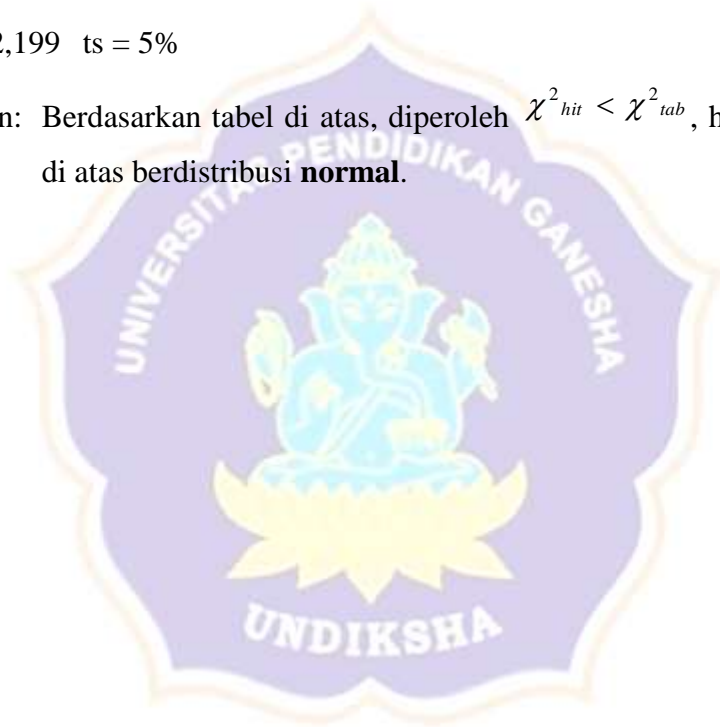 2,199 ts = 5%
n: Berdasarkan tabel di atas, diperoleh χ²hit < χ²tab, h
di atas berdistribusi normal.
UNIVERSITAS PENDIDIKAN GANESHA
UNDIKSHA